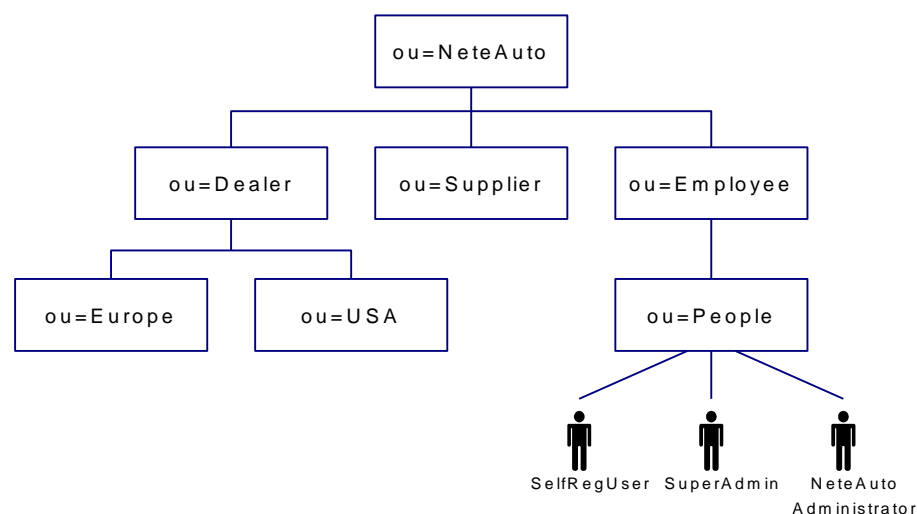 ou=NeteAuto
ou=Dealer
ou=Supplier
ou=Employee
ou=Europe
ou=USA
ou=People
SelfRegUser
SuperAdmin
NeteAuto
Administrator